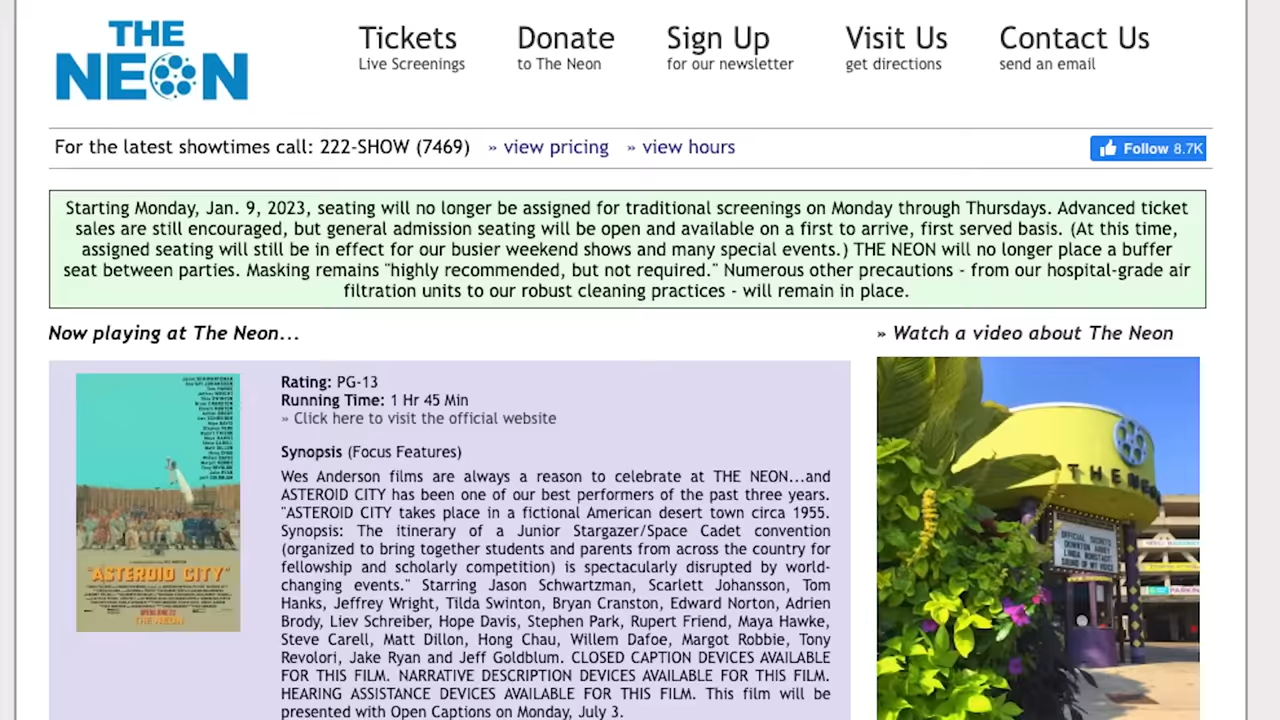 THE
NEON
Tickets
Live Screenings
Donate
to The Neon
Sign Up
for our newsletter
Visit Us
get directions
Contact Us
send an email
For the latest showtimes call: 222-SHOW (7469) » view pricing » view hours
Follow 8.7K
Starting Monday, Jan. 9, 2023, seating will no longer be assigned for traditional screenings on Monday through Thursdays. Advanced ticket
sales are still encouraged, but general admission seating will be open and available on a first to arrive, first served basis. (At this time,
assigned seating will still be in effect for our busier weekend shows and many special events.) THE NEON will no longer place a buffer
seat between parties. Masking remains "highly recommended, but not required." Numerous other precautions - from our hospital-grade air
filtration units to our robust cleaning practices - will remain in place.
Now playing at The Neon...
» Watch a video about The Neon
"ASTEROID CITY"
THE NEON
Rating: PG-13
Running Time: 1 Hr 45 Min
» Click here to visit the official website
Synopsis (Focus Features)
Wes Anderson films are always a reason to celebrate at THE NEON...and
ASTEROID CITY has been one of our best performers of the past three years.
"ASTEROID CITY takes place in a fictional American desert town circa 1955.
Synopsis: The itinerary of a Junior Stargazer/Space Cadet convention
(organized to bring together students and parents from across the country for
fellowship and scholarly competition) is spectacularly disrupted by world-
changing events." Starring Jason Schwartzman, Scarlett Johansson, Tom
Hanks, Jeffrey Wright, Tilda Swinton, Bryan Cranston, Edward Norton, Adrien
Brody, Liev Schreiber, Hope Davis, Stephen Park, Rupert Friend, Maya Hawke,
Steve Carell, Matt Dillon, Hong Chau, Willem Dafoe, Margot Robbie, Tony
Revolori, Jake Ryan and Jeff Goldblum. CLOSED CAPTION DEVICES AVAILABLE
FOR THIS FILM. NARRATIVE DESCRIPTION DEVICES AVAILABLE FOR THIS FILM.
HEARING ASSISTANCE DEVICES AVAILABLE FOR THIS FILM. This film will be
presented with Open Captions on Monday, July 3.
THE NEO
OFFICIAL SECRETS
DOWNTON ABBEY
LINDA RONSTADT
SOUND OF MY VOICE